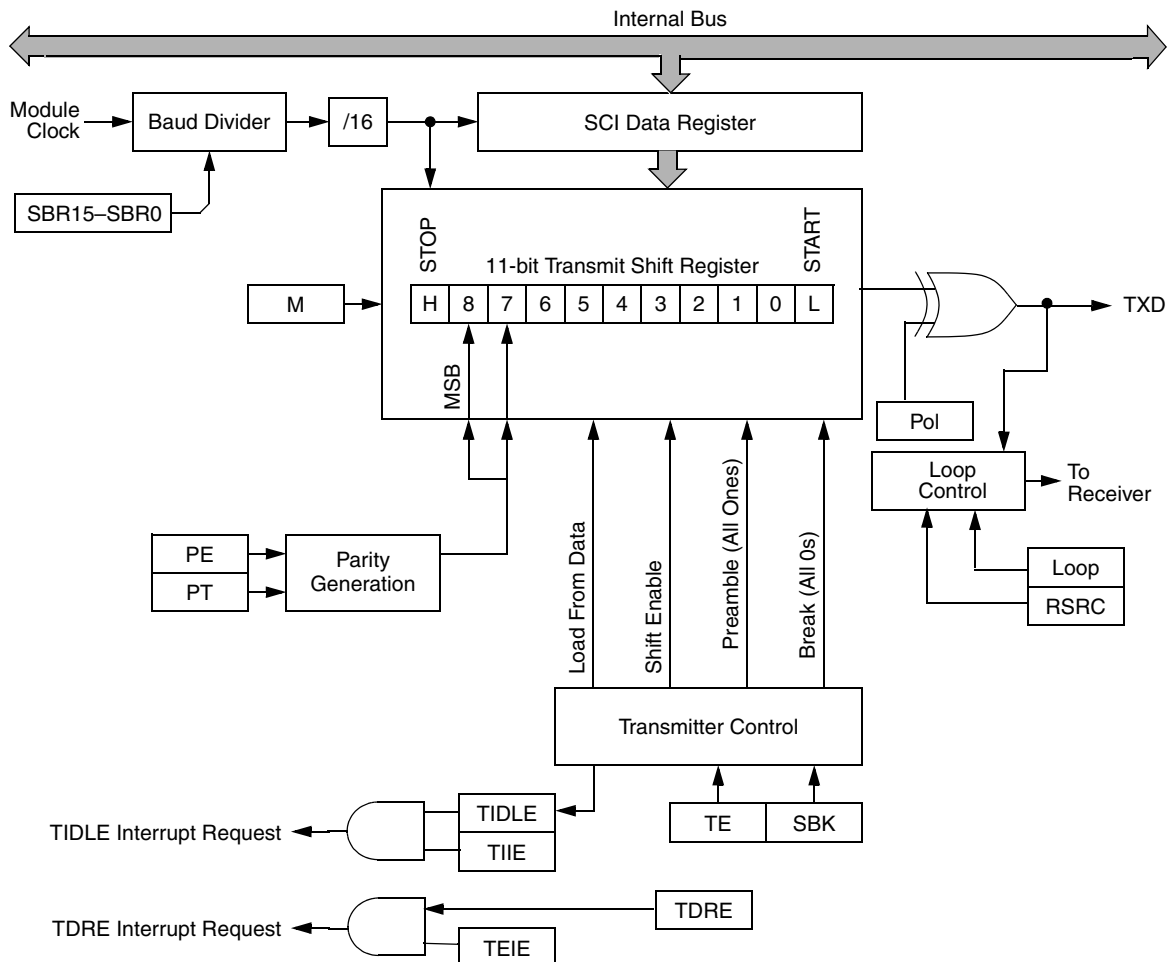 Internal Bus
Module
Clock
Baud Divider
/16
SCI Data Register
SBR15–SBR0
STOP
11-bit Transmit Shift Register
START
M
H 8 7 6 5 4 3 2 1 0 L
TXD
MSB
Pol
Loop
Control
To
Receiver
PE
PT
Parity
Generation
Load From Data
Shift Enable
Preamble (All Ones)
Break (All 0s)
Loop
RSRC
Transmitter Control
TE
SBK
TIDLE Interrupt Request
TIDLE
TIIE
TDRE Interrupt Request
TDRE
TEIE